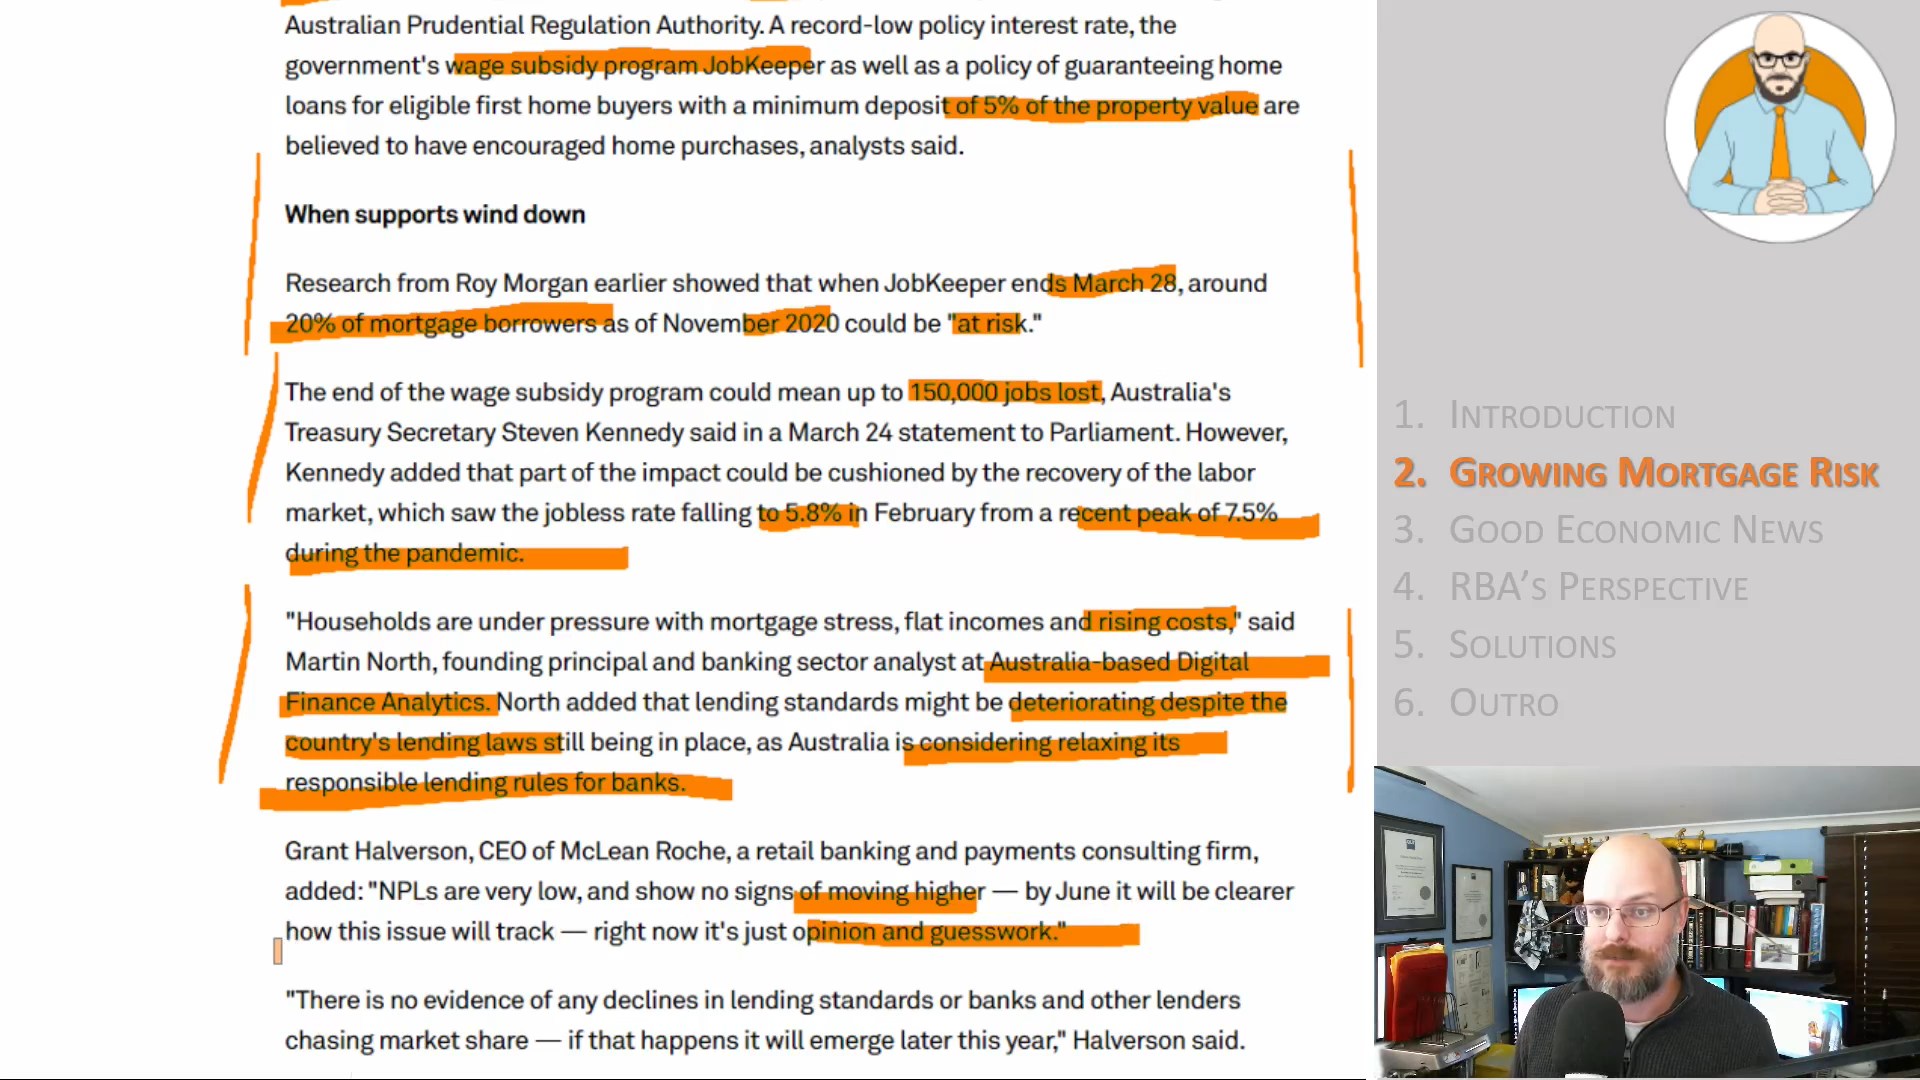 Australian Prudential Regulation Authority. A record-low policy interest rate, the
government's wage subsidy program JobKeeper as well as a policy of guaranteeing home
loans for eligible first home buyers with a minimum deposit of 5% of the property value are
believed to have encouraged home purchases, analysts said.
When supports wind down
Research from Roy Morgan earlier showed that when JobKeeper ends March 28, around
20% of mortgage borrowers as of November 2020 could be "at risk."
The end of the wage subsidy program could mean up to 150,000 jobs lost, Australia's
Treasury Secretary Steven Kennedy said in a March 24 statement to Parliament. However,
Kennedy added that part of the impact could be cushioned by the recovery of the labor
market, which saw the jobless rate falling to 5.8% in February from a recent peak of 7.5%
during the pandemic.
"Households are under pressure with mortgage stress, flat incomes and rising costs," said
Martin North, founding principal and banking sector analyst at Australia-based Digital
Finance Analytics. North added that lending standards might be deteriorating despite the
country's lending laws still being in place, as Australia is considering relaxing its
responsible lending rules for banks.
Grant Halverson, CEO of McLean Roche, a retail banking and payments consulting firm,
added: "NPLs are very low, and show no signs of moving higher — by June it will be clearer
how this issue will track — right now it's just opinion and guesswork."
"There is no evidence of any declines in lending standards or banks and other lenders
chasing market share — if that happens it will emerge later this year," Halverson said.
1. Introduction
2. Growing Mortgage Risk
3. Good Economic News
4. RBA's Perspective
5. Solutions
6. Outro